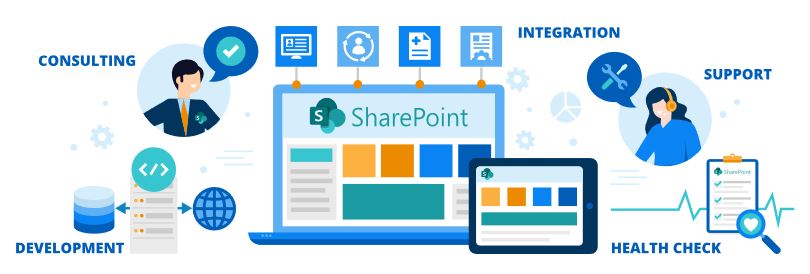 CONSULTING
INTEGRATION
SUPPORT
S SharePoint
S
</>
SharePoint
DEVELOPMENT
HEALTH CHECK